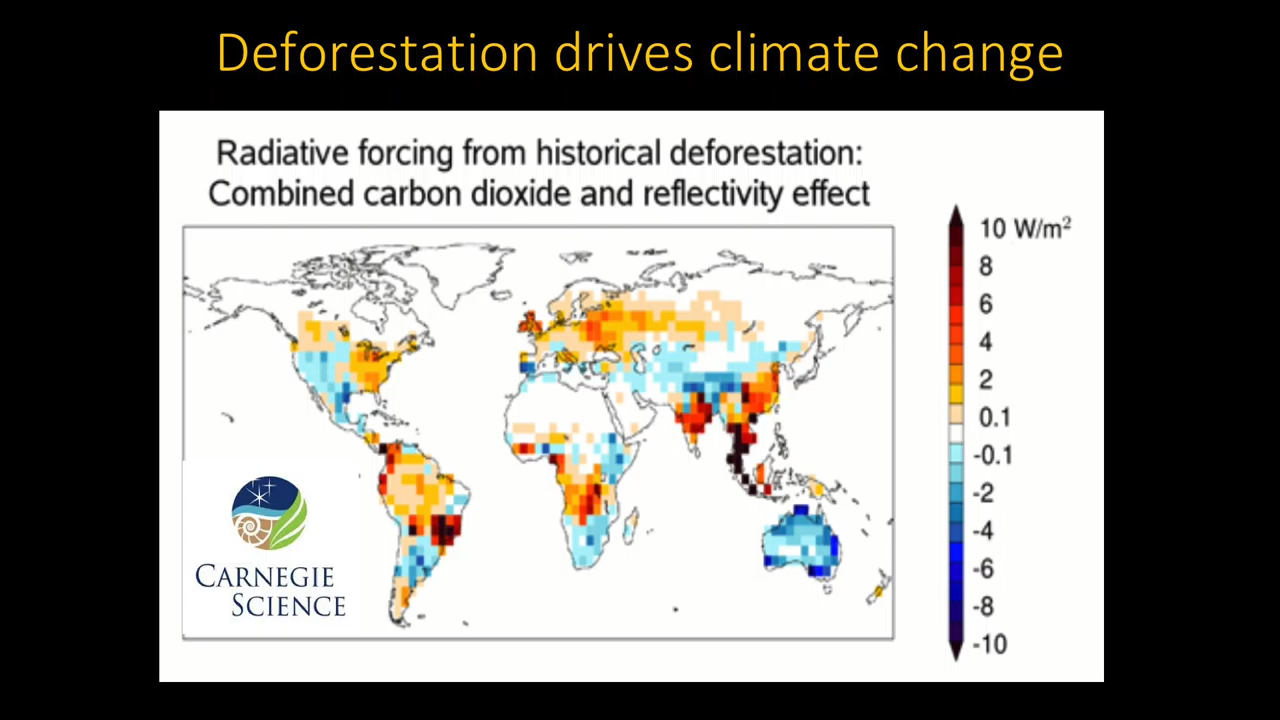 Deforestation drives climate change
Radiative forcing from historical deforestation:
Combined carbon dioxide and reflectivity effect
10 W/m²
8
6
4
2
0.1
-0.1
-2
-4
-6
-8
-10
CARNEGIE
SCIENCE